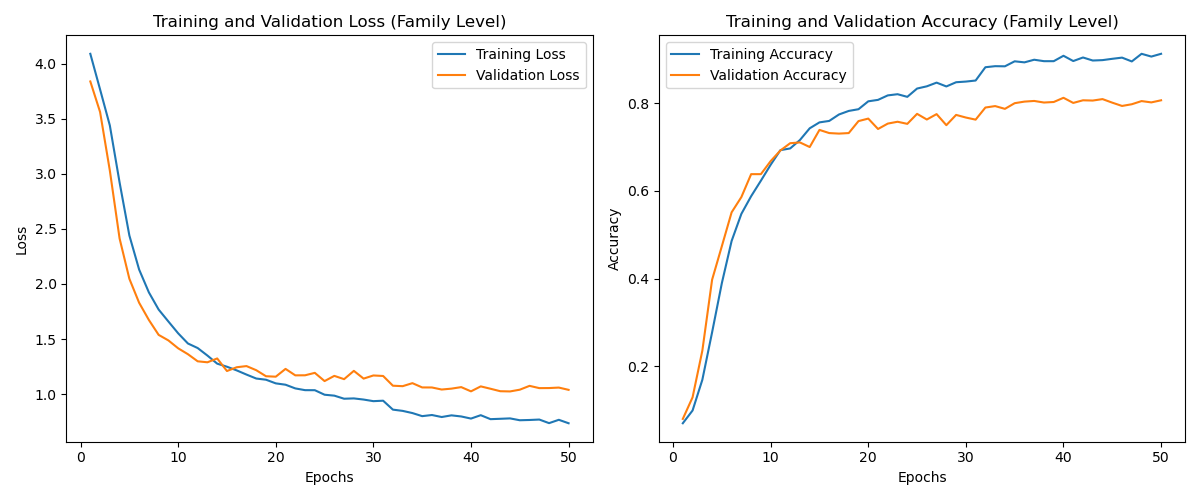 Training and Validation Loss (Family Level)
Training Loss
Validation Loss
4.0
3.5
3.0
2.5
2.0
1.5
1.0
Loss
0
10
20
30
40
50
Epochs
Training and Validation Accuracy (Family Level)
Training Accuracy
Validation Accuracy
0.8
0.6
0.4
0.2
Accuracy
0
10
20
30
40
50
Epochs